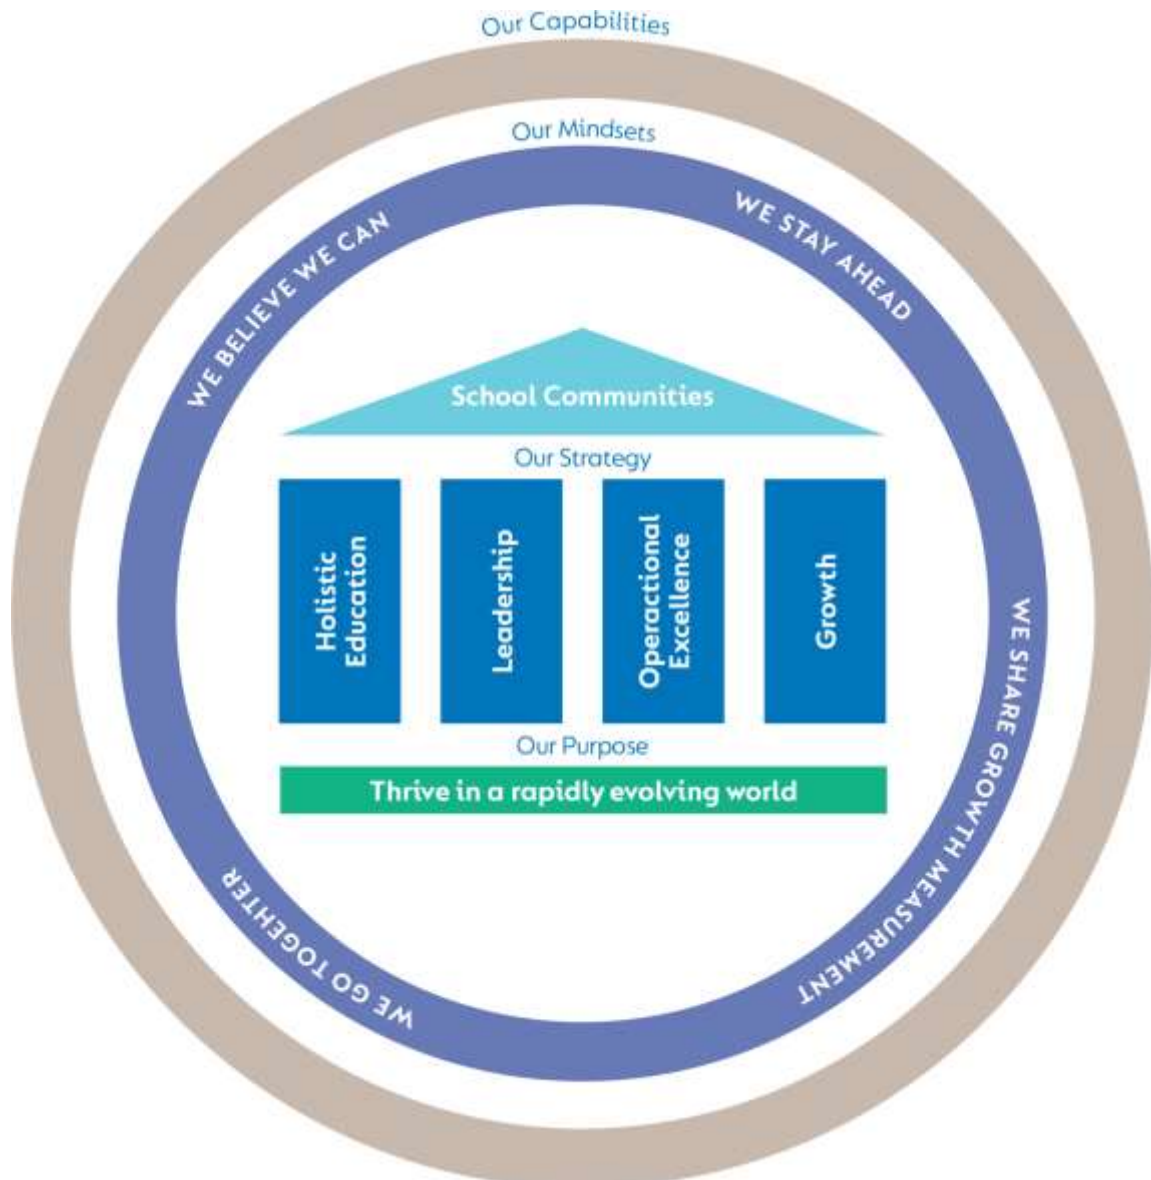 Our Capabilities
Our Mindsets
WE BELIEVE WE CAN
WE STAY AHEAD
School Communities
Our Strategy
Holistic
Education
Leadership
Operactional
Excellence
Growth
WE SHARE GROWTH MEASUREMENT
Our Purpose
Thrive in a rapidly evolving world
WE GO TOGEHTER